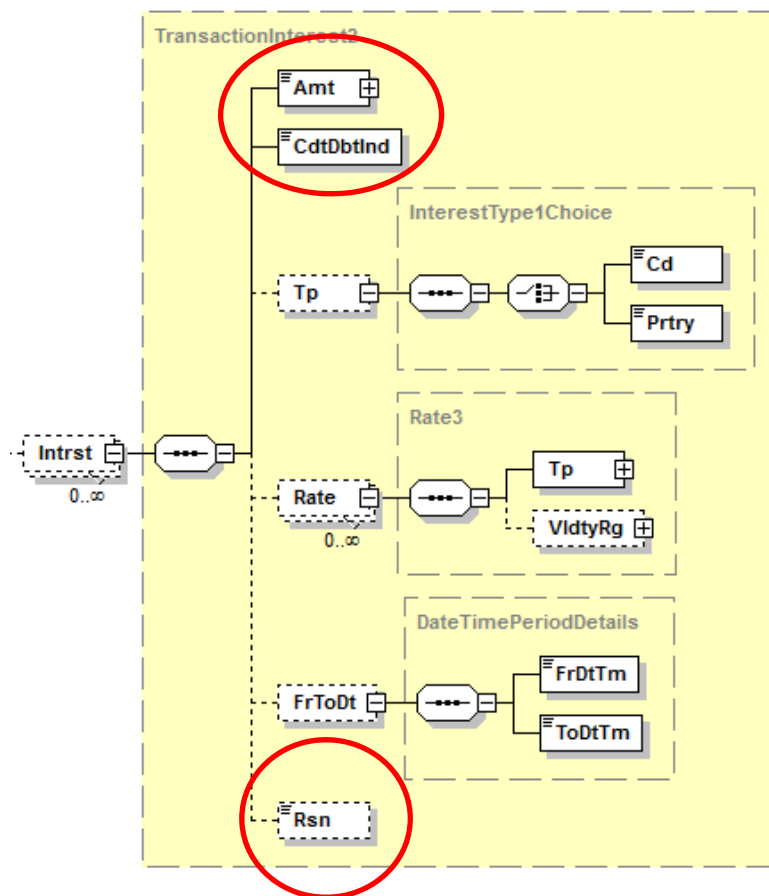 TransactionInterest2
Amt
CdtDbtInd
InterestType1Choice
Cd
Tp
Prtry
Rate3
Intrst
0..∞
Tp
Rate
0..∞
VldtyRg
DateTimePeriodDetails
FrDtTm
FrToDt
ToDtTm
Rsn